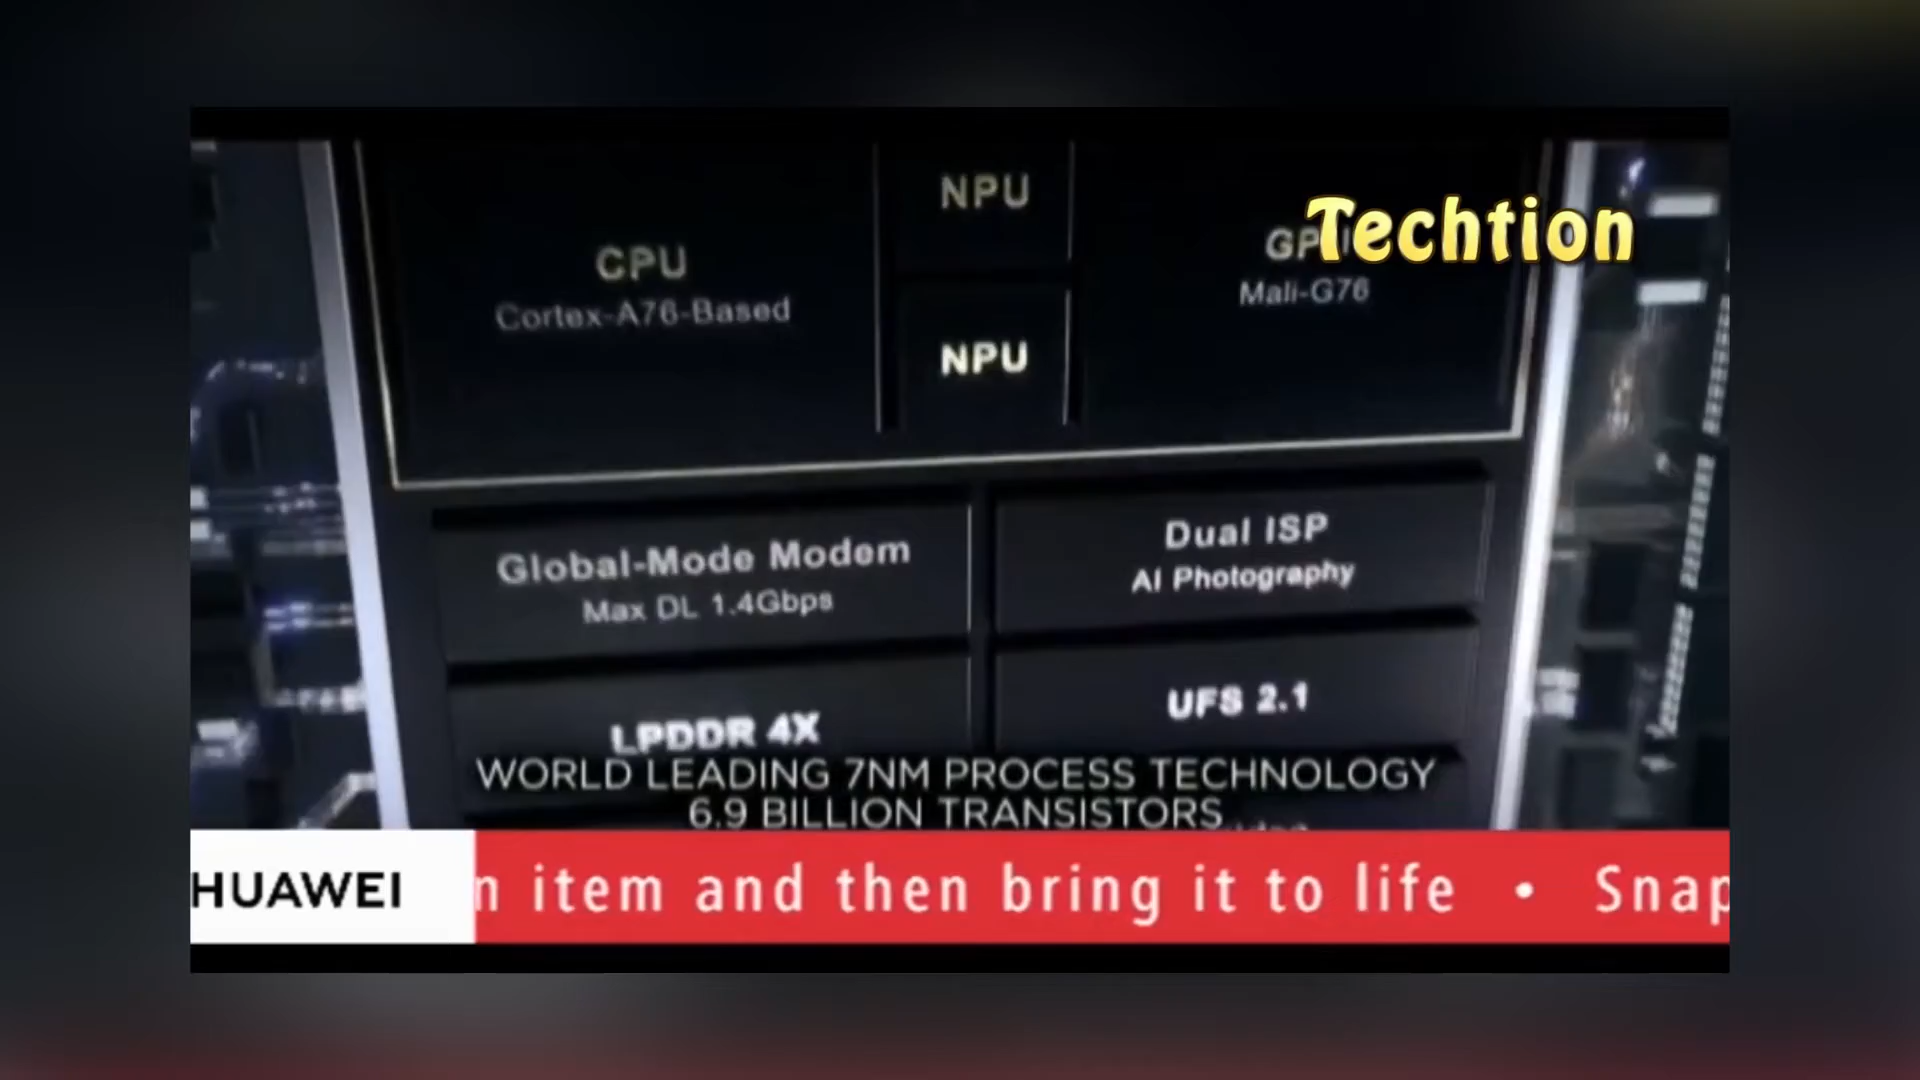 NPU
Techtion
CPU
Cortex-A76-Based
Mali-G76
NPU
Global-Mode Modem
Max DL 1.4Gbps
Dual ISP
AI Photography
LPDDR 4X
UFS 2.1
WORLD LEADING 7NM PROCESS TECHNOLOGY
6.9 BILLION TRANSISTORS
HUAWEI
n item and then bring it to life • Snap